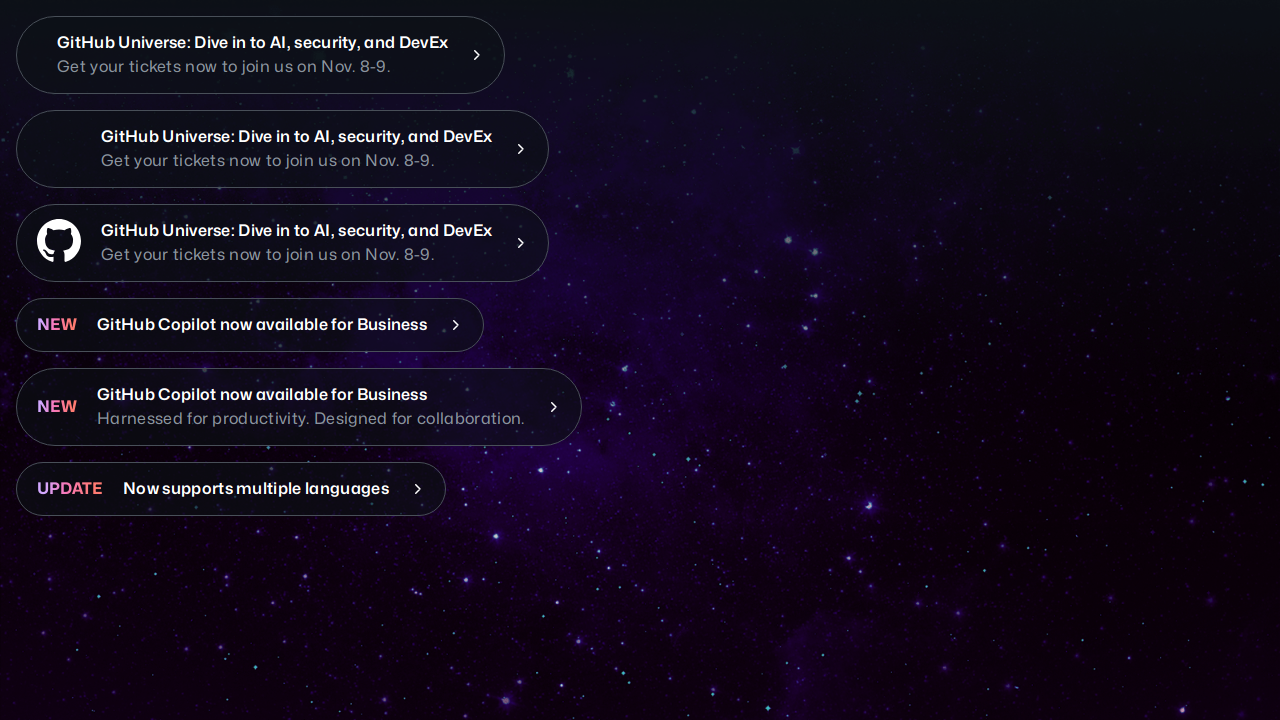 GitHub Universe: Dive in to AI, security, and DevEx
Get your tickets now to join us on Nov. 8-9.
GitHub Universe: Dive in to AI, security, and DevEx
Get your tickets now to join us on Nov. 8-9.
GitHub Universe: Dive in to AI, security, and DevEx
Get your tickets now to join us on Nov. 8-9.
NEW GitHub Copilot now available for Business
NEW GitHub Copilot now available for Business
Harnessed for productivity. Designed for collaboration.
UPDATE Now supports multiple languages